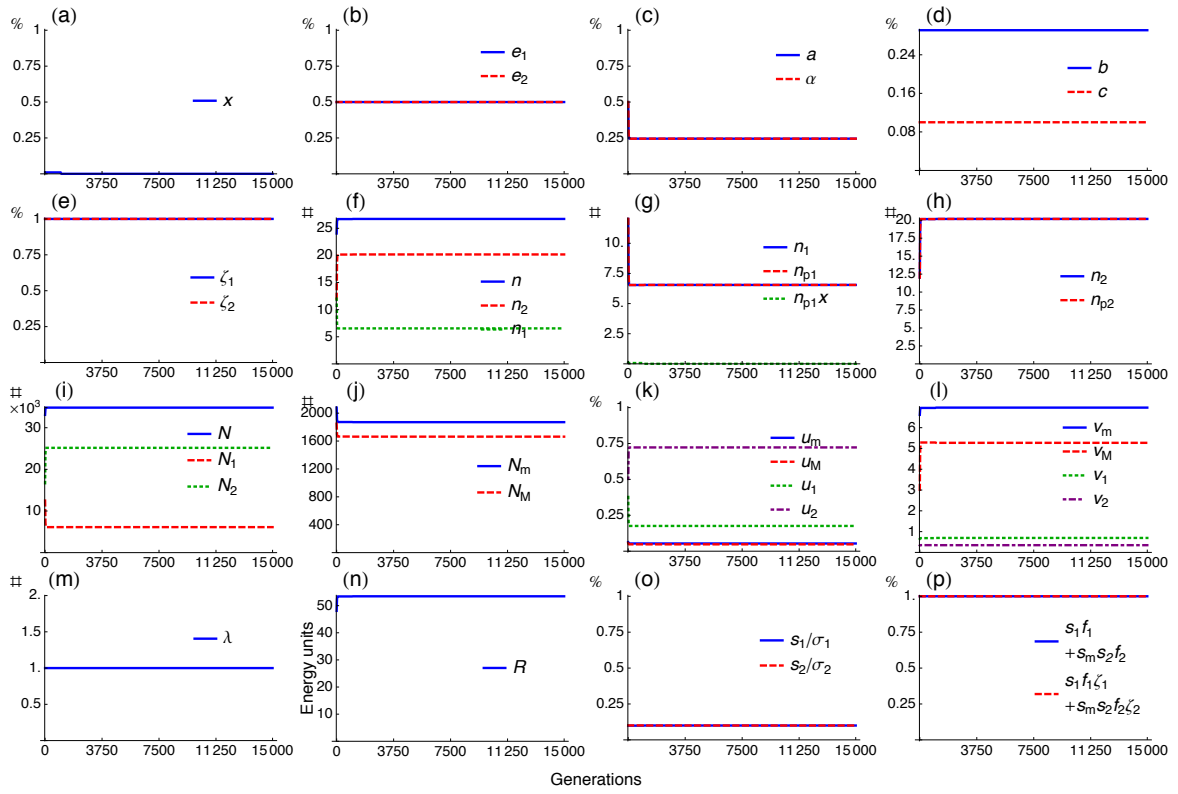 (a) (b) (c) (d)
% 1 0.75 0.5 0.25 x 3750 7500 11 250 15 000
% 1 0.75 0.5 0.25 e1 e2 3750 7500 11 250 15 000
% 1 0.75 0.5 0.25 a α 3750 7500 11 250 15 000
% 0.24 0.16 0.08 b c 3750 7500 11 250 15 000
(e) (f) (g) (h)
% 1 0.75 0.5 0.25 ζ1 ζ2 3750 7500 11 250 15 000
# 25 20 15 10 5 n n2 n1 3750 7500 11 250 15 000
# 10. 7.5 5. 2.5 n1 np1 np1x 3750 7500 11 250 15 000
# 20. 17.5 15. 12.5 10. 7.5 5. 2.5 n2 np2 3750 7500 11 250 15 000
(i) (j) (k) (l)
# ×10³ 30 20 10 N N1 N2 3750 7500 11 250 15 000
# 2000 1600 1200 800 400 Nm NM 3750 7500 11 250 15 000
% 1 0.75 0.5 0.25 um uM u1 u2 3750 7500 11 250 15 000
# 6 5 4 3 2 1 vm vM v1 v2 3750 7500 11 250 15 000
(m) (n) (o) (p)
# 2. 1.5 1. 0.5 λ 3750 7500 11 250 15 000
Energy units 50 40 30 20 10 R 3750 7500 11 250 15 000
% 1 0.75 0.5 0.25 s1/σ1 s2/σ2 3750 7500 11 250 15 000
% 1 0.75 0.5 0.25 s1f1 +sms2f2 s1f1ζ1 +sms2f2ζ2 3750 7500 11 250 15 000
Generations